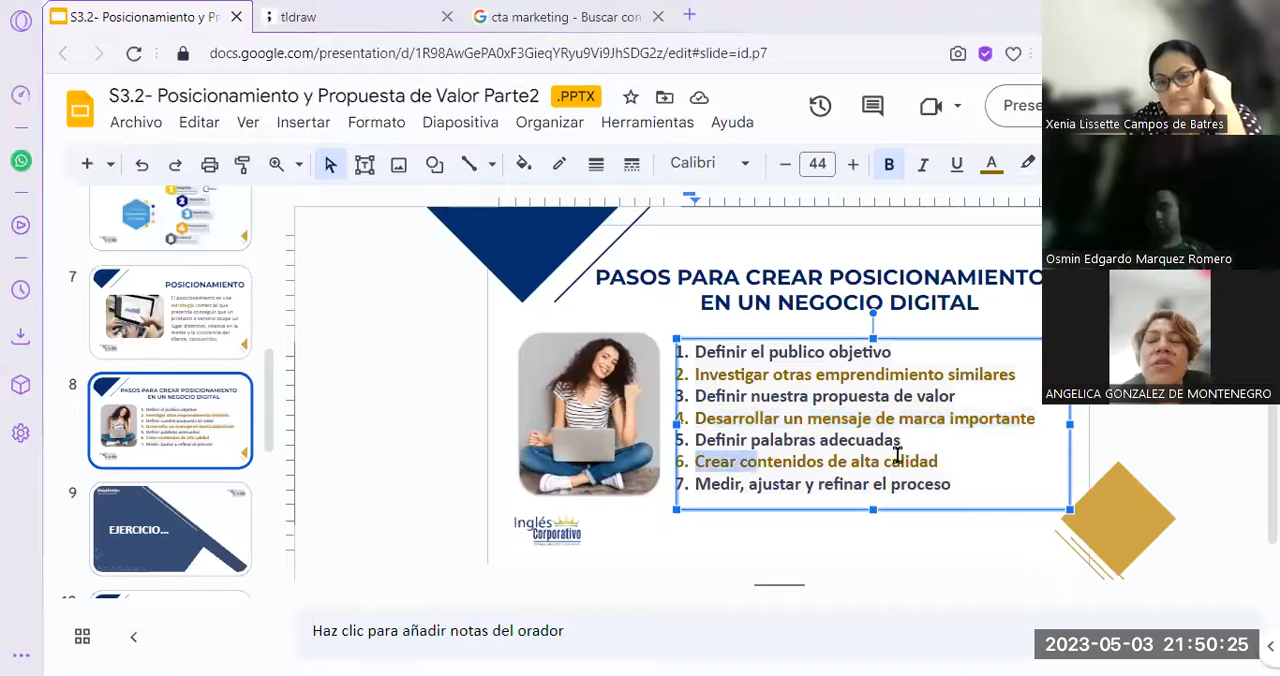 S3.2- Posicionamiento y Pr
tldraw
cta marketing - Buscar con
docs.google.com/presentation/d/1R98AwGePA0xF3GieqYRyu9Vi9JhSDG2z/edit#slide=id.p7
S3.2- Posicionamiento y Propuesta de Valor Parte2
.PPTX
Archivo Editar Ver Insertar Formato Diapositiva Organizar Herramientas Ayuda
Prese
Calibri
44
B I U A
7
POSICIONAMIENTO
8
PASOS PARA CREAR POSICIONAMIENTO
EN UN NEGOCIO DIGITAL
9
EJERCICIO...
PASOS PARA CREAR POSICIONAMIENTO
EN UN NEGOCIO DIGITAL
1. Definir el publico objetivo
2. Investigar otras emprendimiento similares
3. Definir nuestra propuesta de valor
4. Desarrollar un mensaje de marca importante
5. Definir palabras adecuadas
6. Crear contenidos de alta calidad
7. Medir, ajustar y refinar el proceso
Inglés
Corporativo
Haz clic para añadir notas del orador
Xenia Lissette Campos de Batres
Osmin Edgardo Marquez Romero
ANGELICA GONZALEZ DE MONTENEGRO
2023-05-03 21:50:25